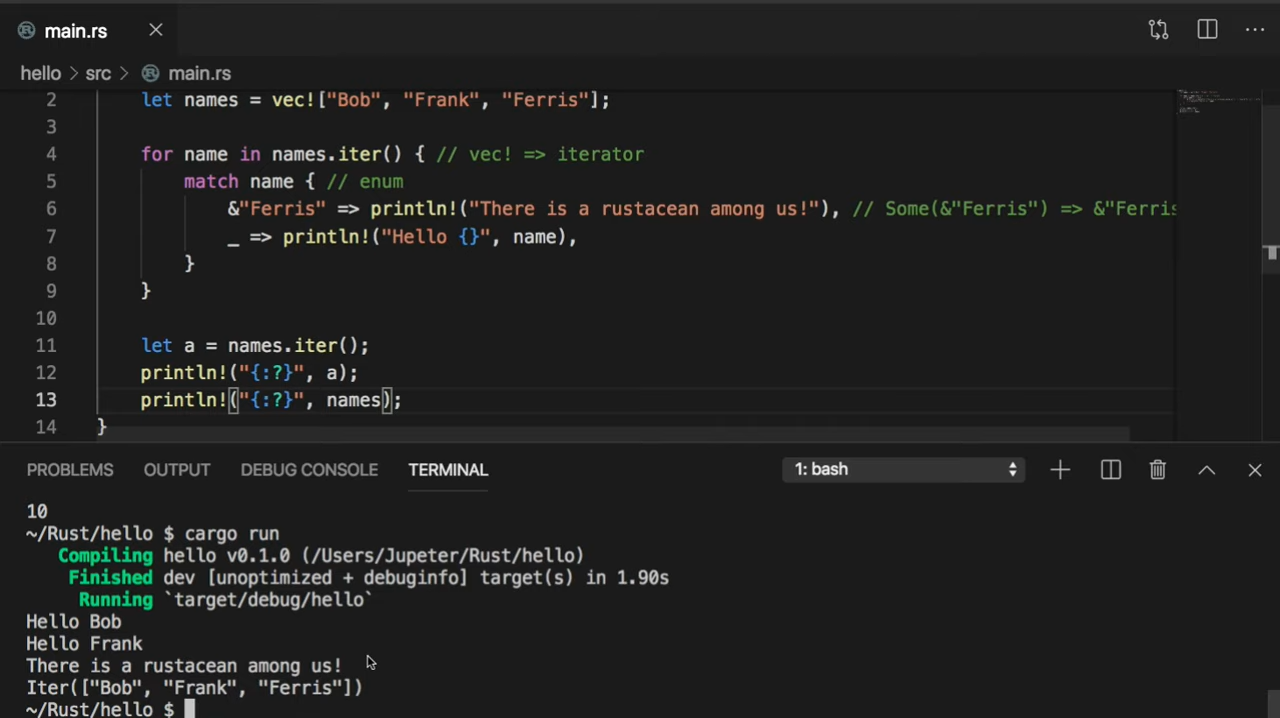 main.rs
hello > src > main.rs
2 let names = vec!["Bob", "Frank", "Ferris"];
3
4 for name in names.iter() { // vec! => iterator
5 match name { // enum
6 &"Ferris" => println!("There is a rustacean among us!"), // Some(&"Ferris") => &"Ferris
7 _ => println!("Hello {}", name),
8 }
9 }
10
11 let a = names.iter();
12 println!("{:?}", a);
13 println!("{:?}", names);
14 }
PROBLEMS OUTPUT DEBUG CONSOLE TERMINAL 1: bash
10
~/Rust/hello $ cargo run
Compiling hello v0.1.0 (/Users/Jupeter/Rust/hello)
Finished dev [unoptimized + debuginfo] target(s) in 1.90s
Running `target/debug/hello`
Hello Bob
Hello Frank
There is a rustacean among us!
Iter(["Bob", "Frank", "Ferris"])
~/Rust/hello $